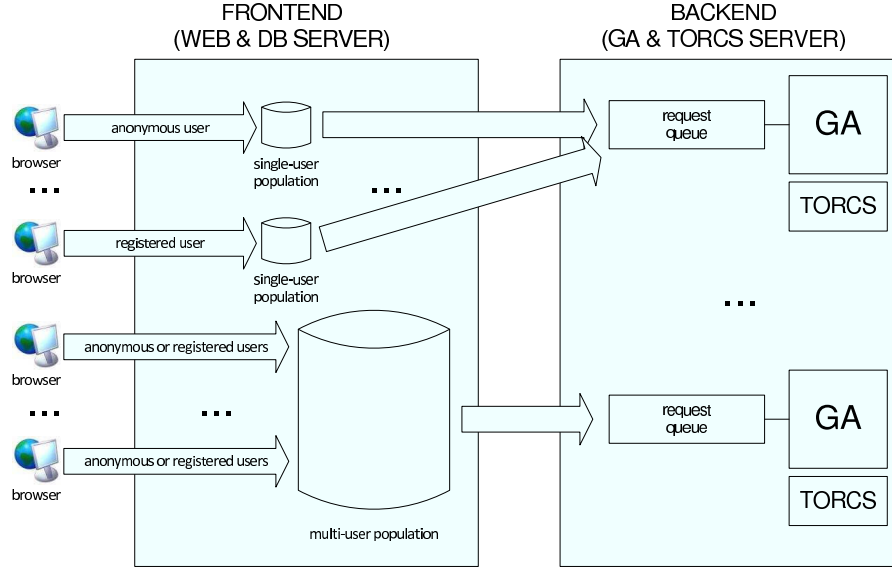 FRONTEND
(WEB & DB SERVER)
BACKEND
(GA & TORCS SERVER)
browser
anonymous user
single-user
population
request
queue
GA
TORCS
...
...
browser
registered user
single-user
population
...
browser
anonymous or registered users
...
...
browser
anonymous or registered users
multi-user population
request
queue
GA
TORCS